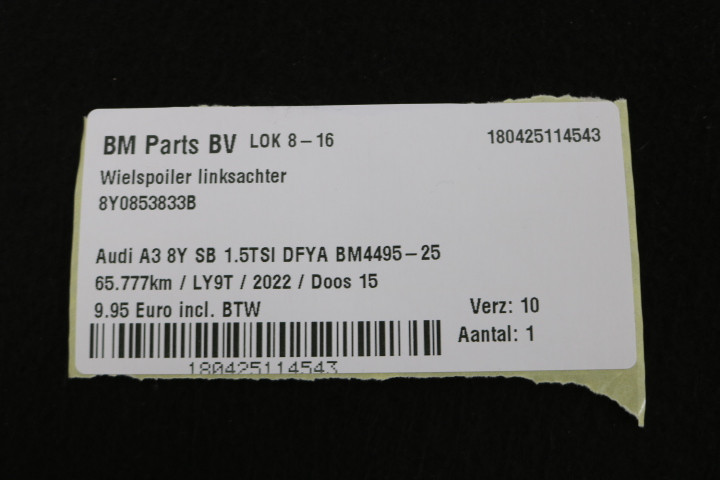 BM Parts BV LOK 8-16 180425114543
Wielspoiler linksachter
8Y0853833B
Audi A3 8Y SB 1.5TSI DFYA BM4495-25
65.777km / LY9T / 2022 / Doos 15
9.95 Euro incl. BTW Verz: 10
Aantal: 1
180425114543